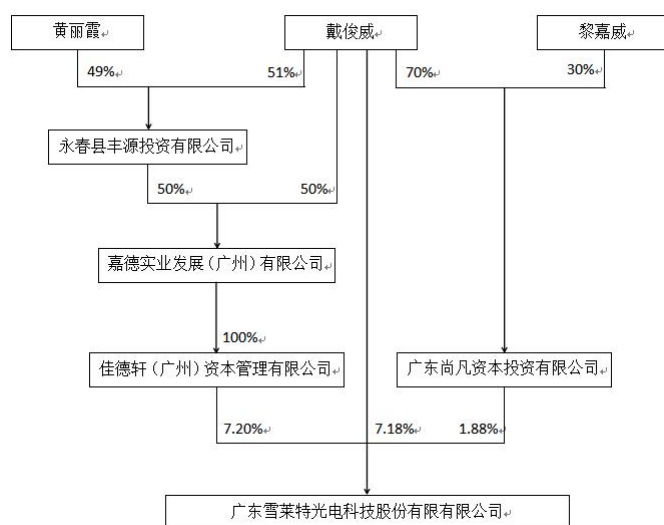 黄丽霞
戴俊威
黎嘉威
49%
51%
70%
30%
永春县丰源投资有限公司
50%
50%
嘉德实业发展（广州）有限公司
100%
佳德轩（广州）资本管理有限公司
广东尚凡资本投资有限公司
7.20%
7.18%
1.88%
广东雪莱特光电科技股份有限有限公司